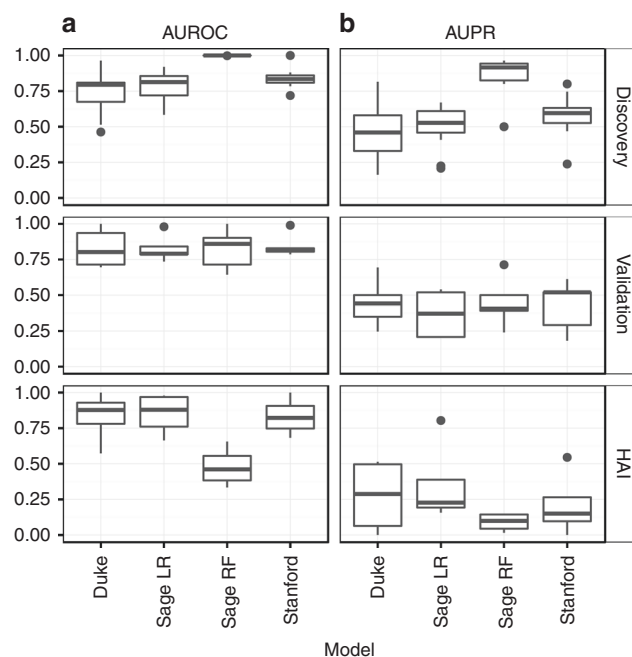 a
b
AUROC
AUPR
1.00
0.75
0.50
0.25
0.00
Discovery
1.00
0.75
0.50
0.25
0.00
Validation
1.00
0.75
0.50
0.25
0.00
HAI
Duke
Sage LR
Sage RF
Stanford
Duke
Sage LR
Sage RF
Stanford
Model